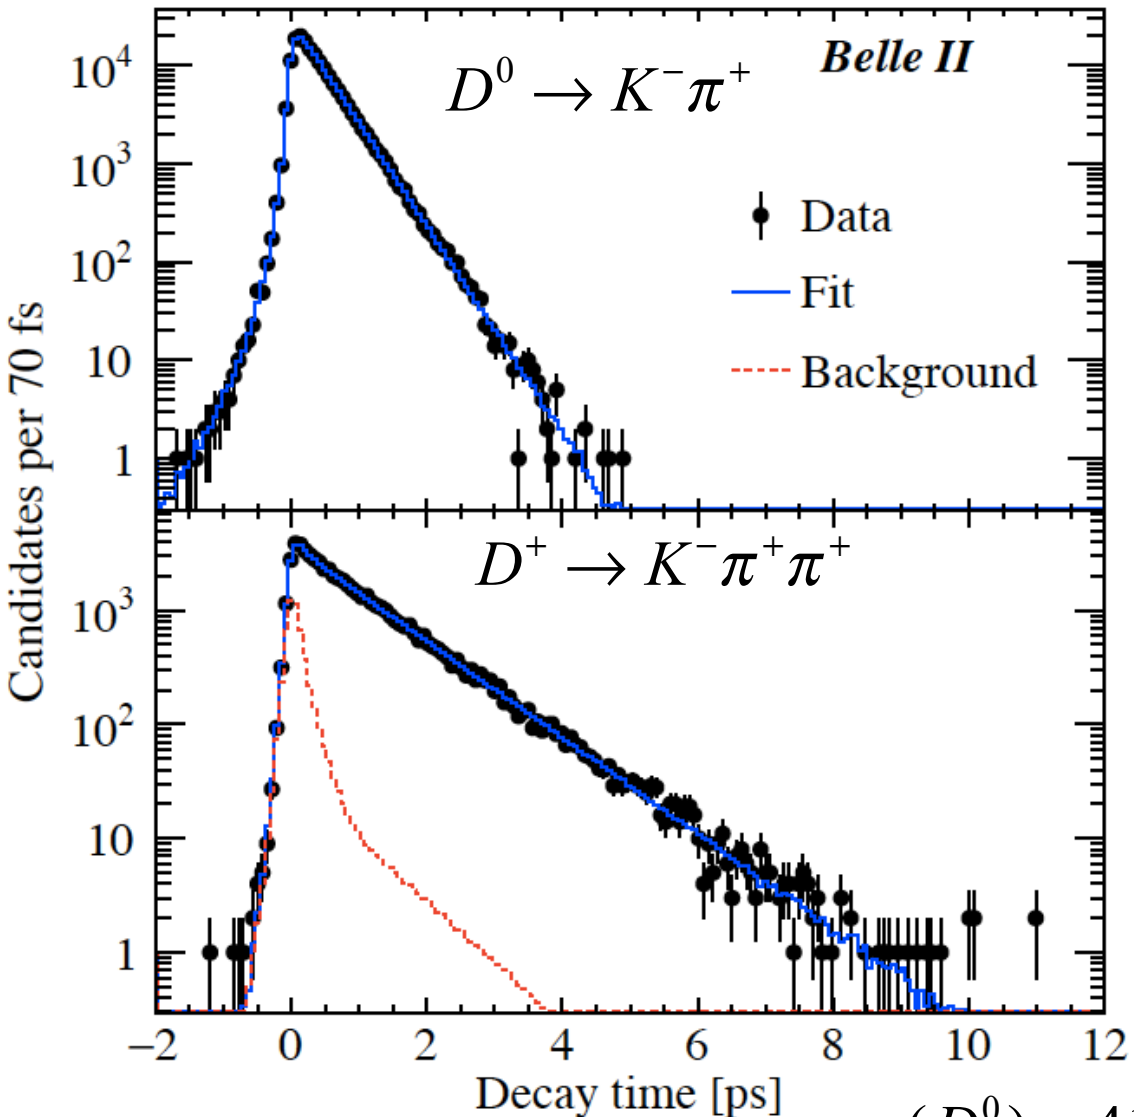 Belle II
D⁰ → K⁻π⁺
10⁴
10³
10²
10
1
Data
Fit
Background
Candidates per 70 fs
D⁺ → K⁻π⁺π⁺
10³
10²
10
1
−2 0 2 4 6 8 10 12
Decay time [ps]
(D⁰)